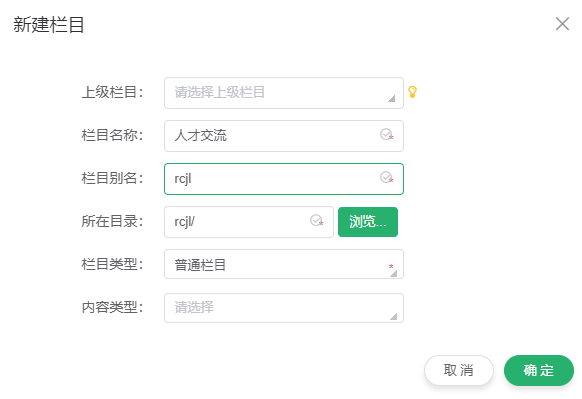 新建栏目
上级栏目： 请选择上级栏目
栏目名称： 人才交流 *
栏目别名： rcjl *
所在目录： rcjl/ * 浏览...
栏目类型： 普通栏目 *
内容类型： 请选择
取消 确定